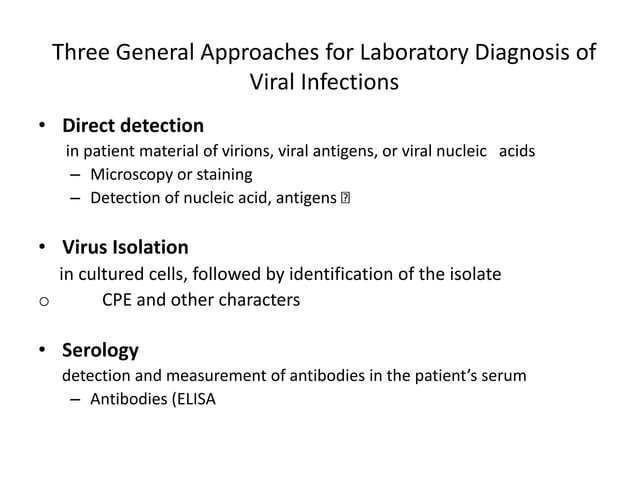 Three General Approaches for Laboratory Diagnosis of
Viral Infections
• Direct detection
in patient material of virions, viral antigens, or viral nucleic acids
– Microscopy or staining
– Detection of nucleic acid, antigens ⍰
• Virus Isolation
in cultured cells, followed by identification of the isolate
o CPE and other characters
• Serology
detection and measurement of antibodies in the patient’s serum
– Antibodies (ELISA